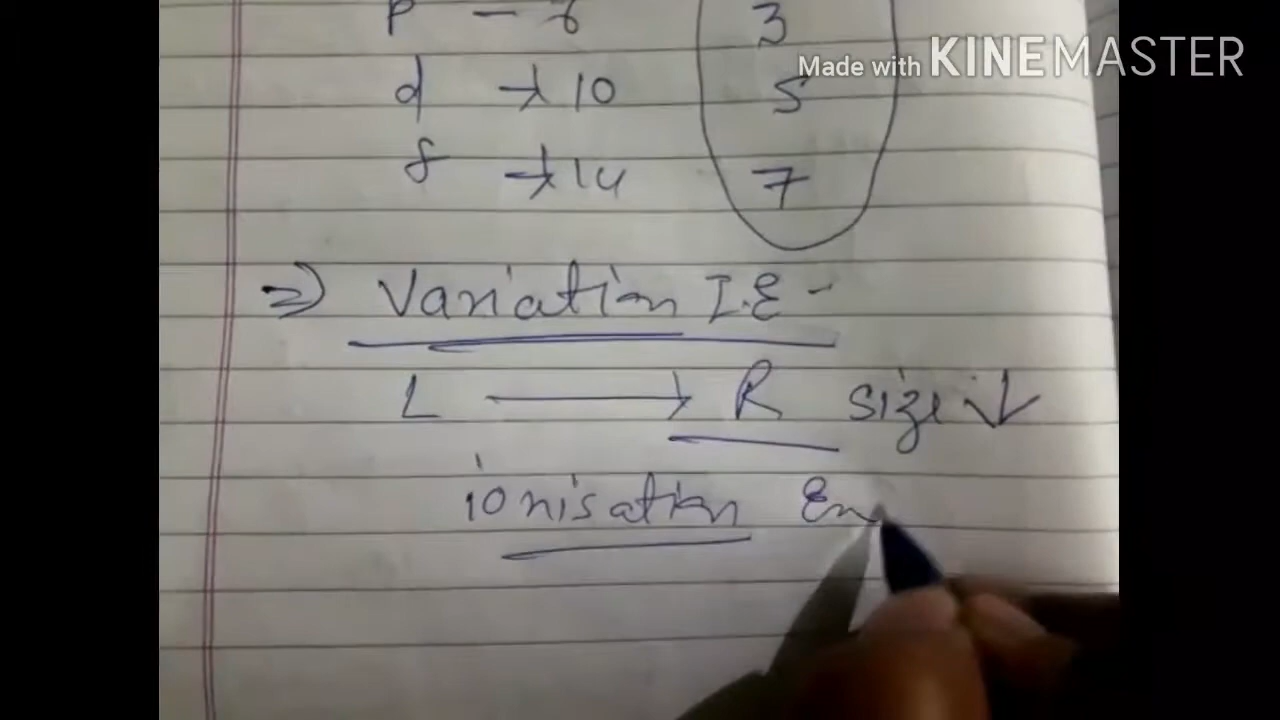 p - 6 3
Made with KINEMASTER
d → 10 5
f → 14 7
⇒ Variation I.E -
L → R size ↓
ionisation En